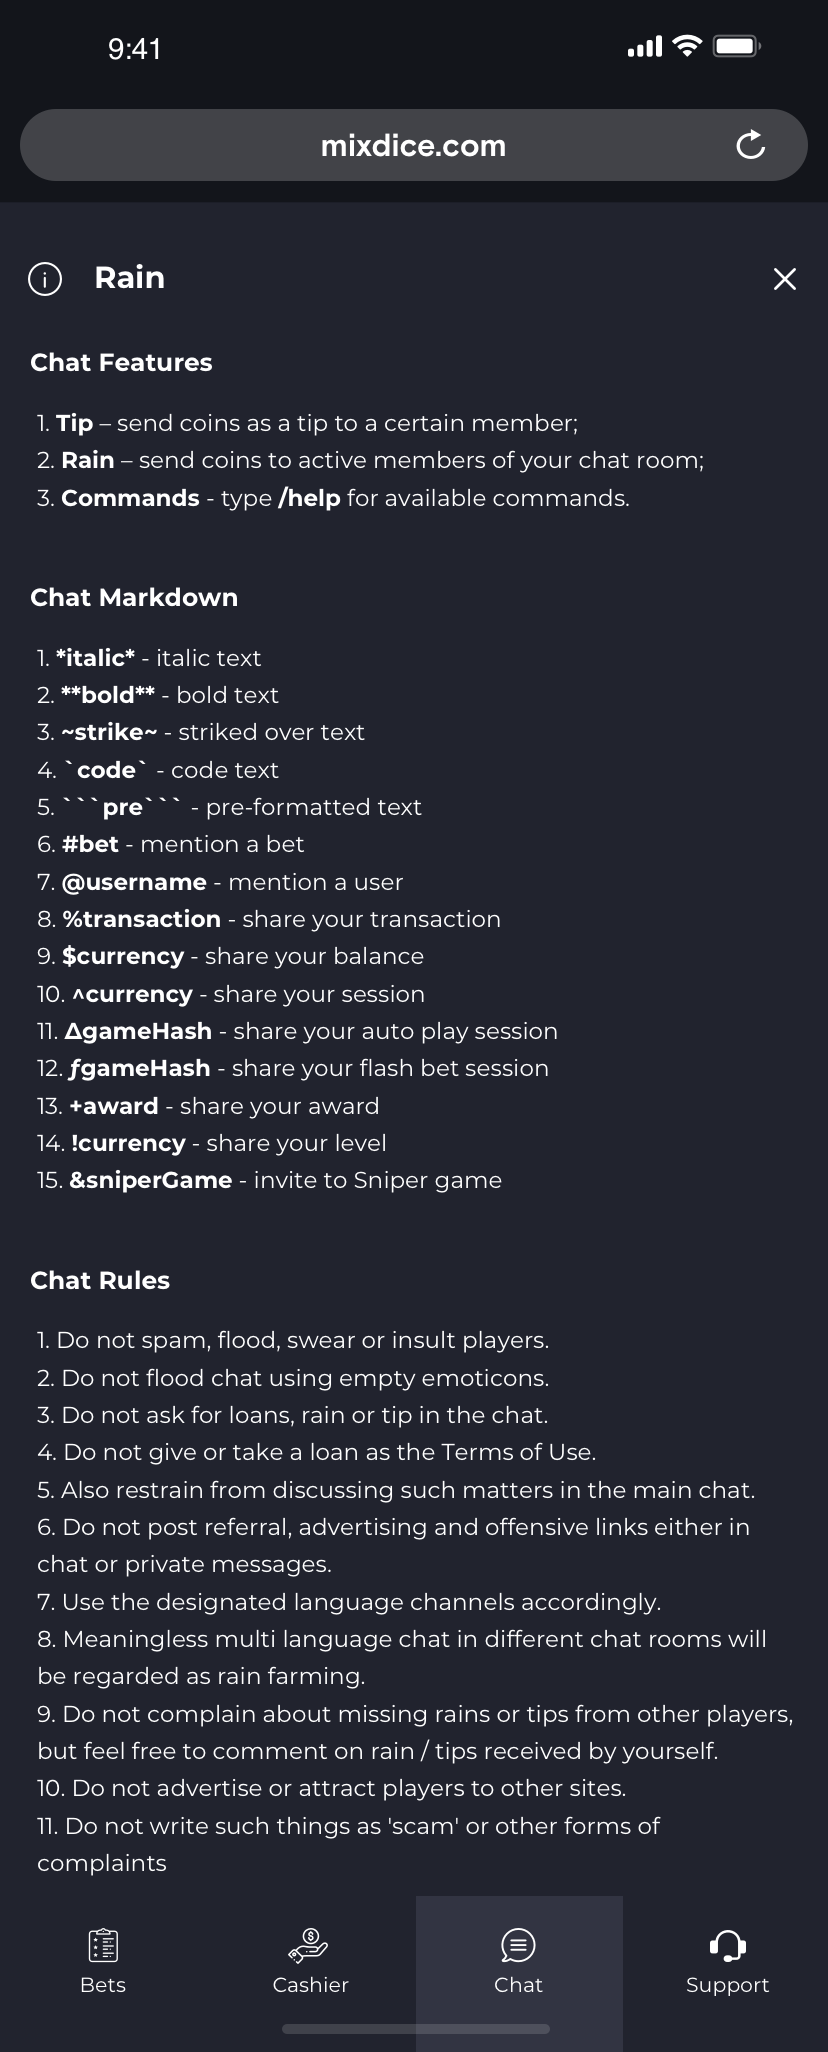 9:41
mixdice.com
Rain
Chat Features
1. Tip – send coins as a tip to a certain member;
2. Rain – send coins to active members of your chat room;
3. Commands - type /help for available commands.
Chat Markdown
1. *italic* - italic text
2. **bold** - bold text
3. ~strike~ - striked over text
4. `code` - code text
5. ```pre``` - pre-formatted text
6. #bet - mention a bet
7. @username - mention a user
8. %transaction - share your transaction
9. $currency - share your balance
10. ^currency - share your session
11. ∆gameHash - share your auto play session
12. ƒgameHash - share your flash bet session
13. +award - share your award
14. !currency - share your level
15. &sniperGame - invite to Sniper game
Chat Rules
1. Do not spam, flood, swear or insult players.
2. Do not flood chat using empty emoticons.
3. Do not ask for loans, rain or tip in the chat.
4. Do not give or take a loan as the Terms of Use.
5. Also restrain from discussing such matters in the main chat.
6. Do not post referral, advertising and offensive links either in
chat or private messages.
7. Use the designated language channels accordingly.
8. Meaningless multi language chat in different chat rooms will
be regarded as rain farming.
9. Do not complain about missing rains or tips from other players,
but feel free to comment on rain / tips received by yourself.
10. Do not advertise or attract players to other sites.
11. Do not write such things as 'scam' or other forms of
complaints
Bets
Cashier
Chat
Support